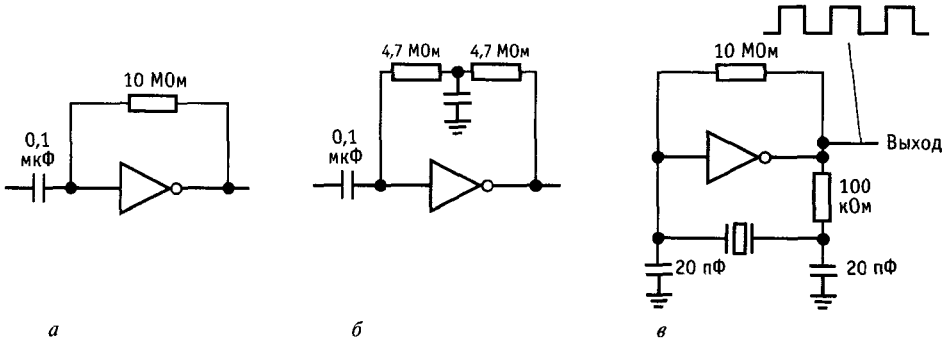 10 МОм
0,1
мкФ
а
4,7 МОм 4,7 МОм
0,1
мкФ
б
10 МОм
Выход
100
кОм
20 пФ
20 пФ
в